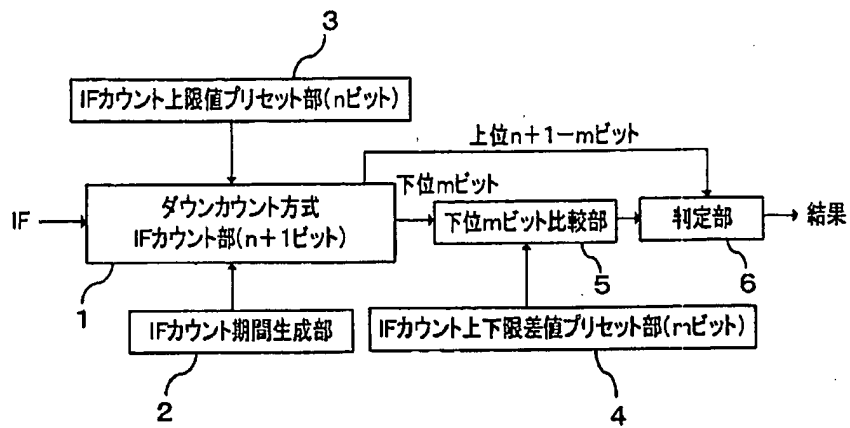 3
IFカウント上限値プリセット部(nビット)
上位n+1-mビット
下位mビット
IF
ダウンカウント方式
IFカウント部(n+1ビット)
下位mビット比較部
判定部
結果
1
5
6
IFカウント期間生成部
IFカウント上下限差値プリセット部(mビット)
2
4